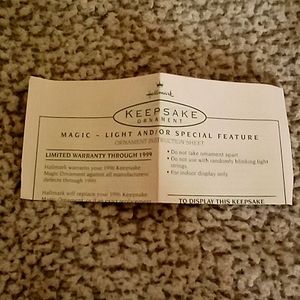 Hallmark
KEEPSAKE
ORNAMENT
MAGIC ~ LIGHT AND/OR SPECIAL FEATURE
ORNAMENT INSTRUCTION SHEET
LIMITED WARRANTY THROUGH 1999
Hallmark warrants your 1998 Keepsake
Magic Ornament against all manufacturer
defects through 1999.
Hallmark will replace your 1998 Keepsake
• Do not take ornament apart.
• Do not use with randomly blinking light
strings.
• For indoor display only.
TO DISPLAY THIS KEEPSAKE